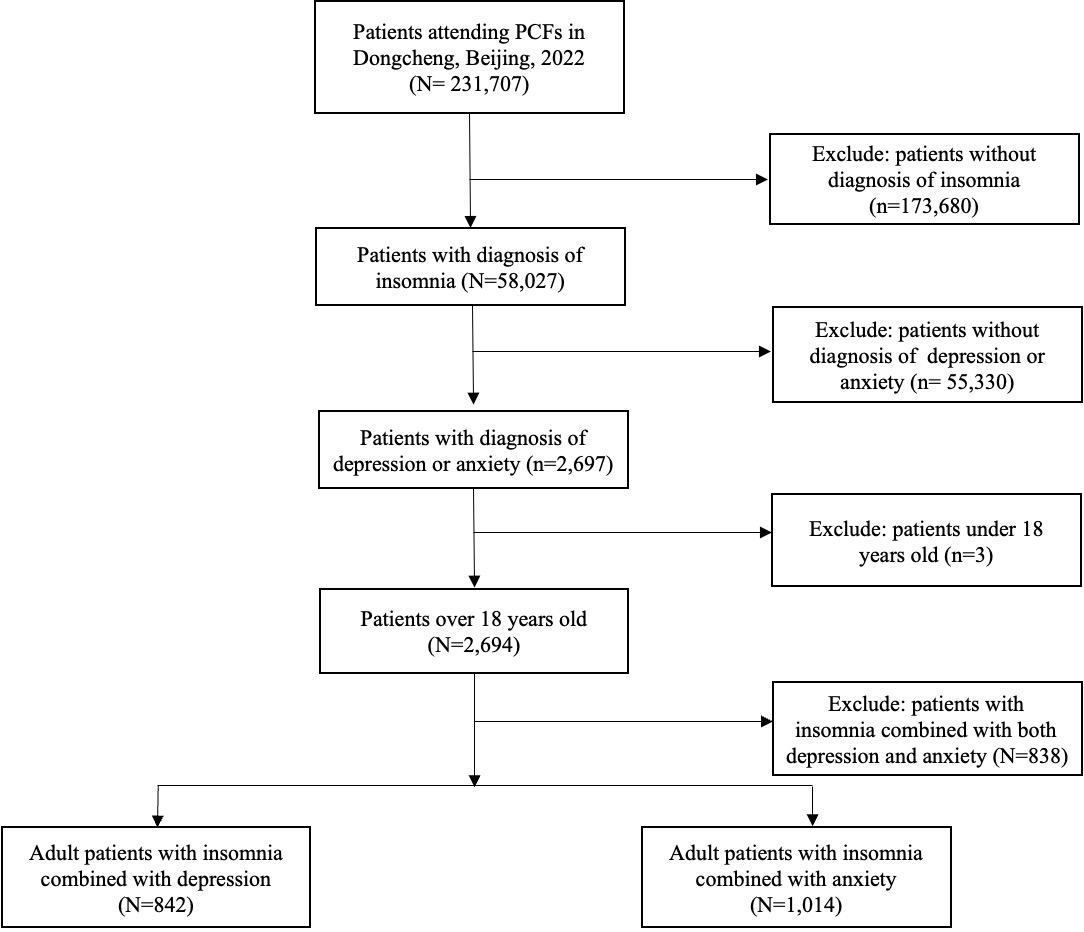 Patients attending PCFs in
Dongcheng, Beijing, 2022
(N= 231,707)
Exclude: patients without
diagnosis of insomnia
(n=173,680)
Patients with diagnosis of
insomnia (N=58,027)
Exclude: patients without
diagnosis of  depression or
anxiety (n= 55,330)
Patients with diagnosis of
depression or anxiety (n=2,697)
Exclude: patients under 18
years old (n=3)
Patients over 18 years old
(N=2,694)
Exclude: patients with
insomnia combined with both
depression and anxiety (N=838)
Adult patients with insomnia
combined with depression
(N=842)
Adult patients with insomnia
combined with anxiety
(N=1,014)